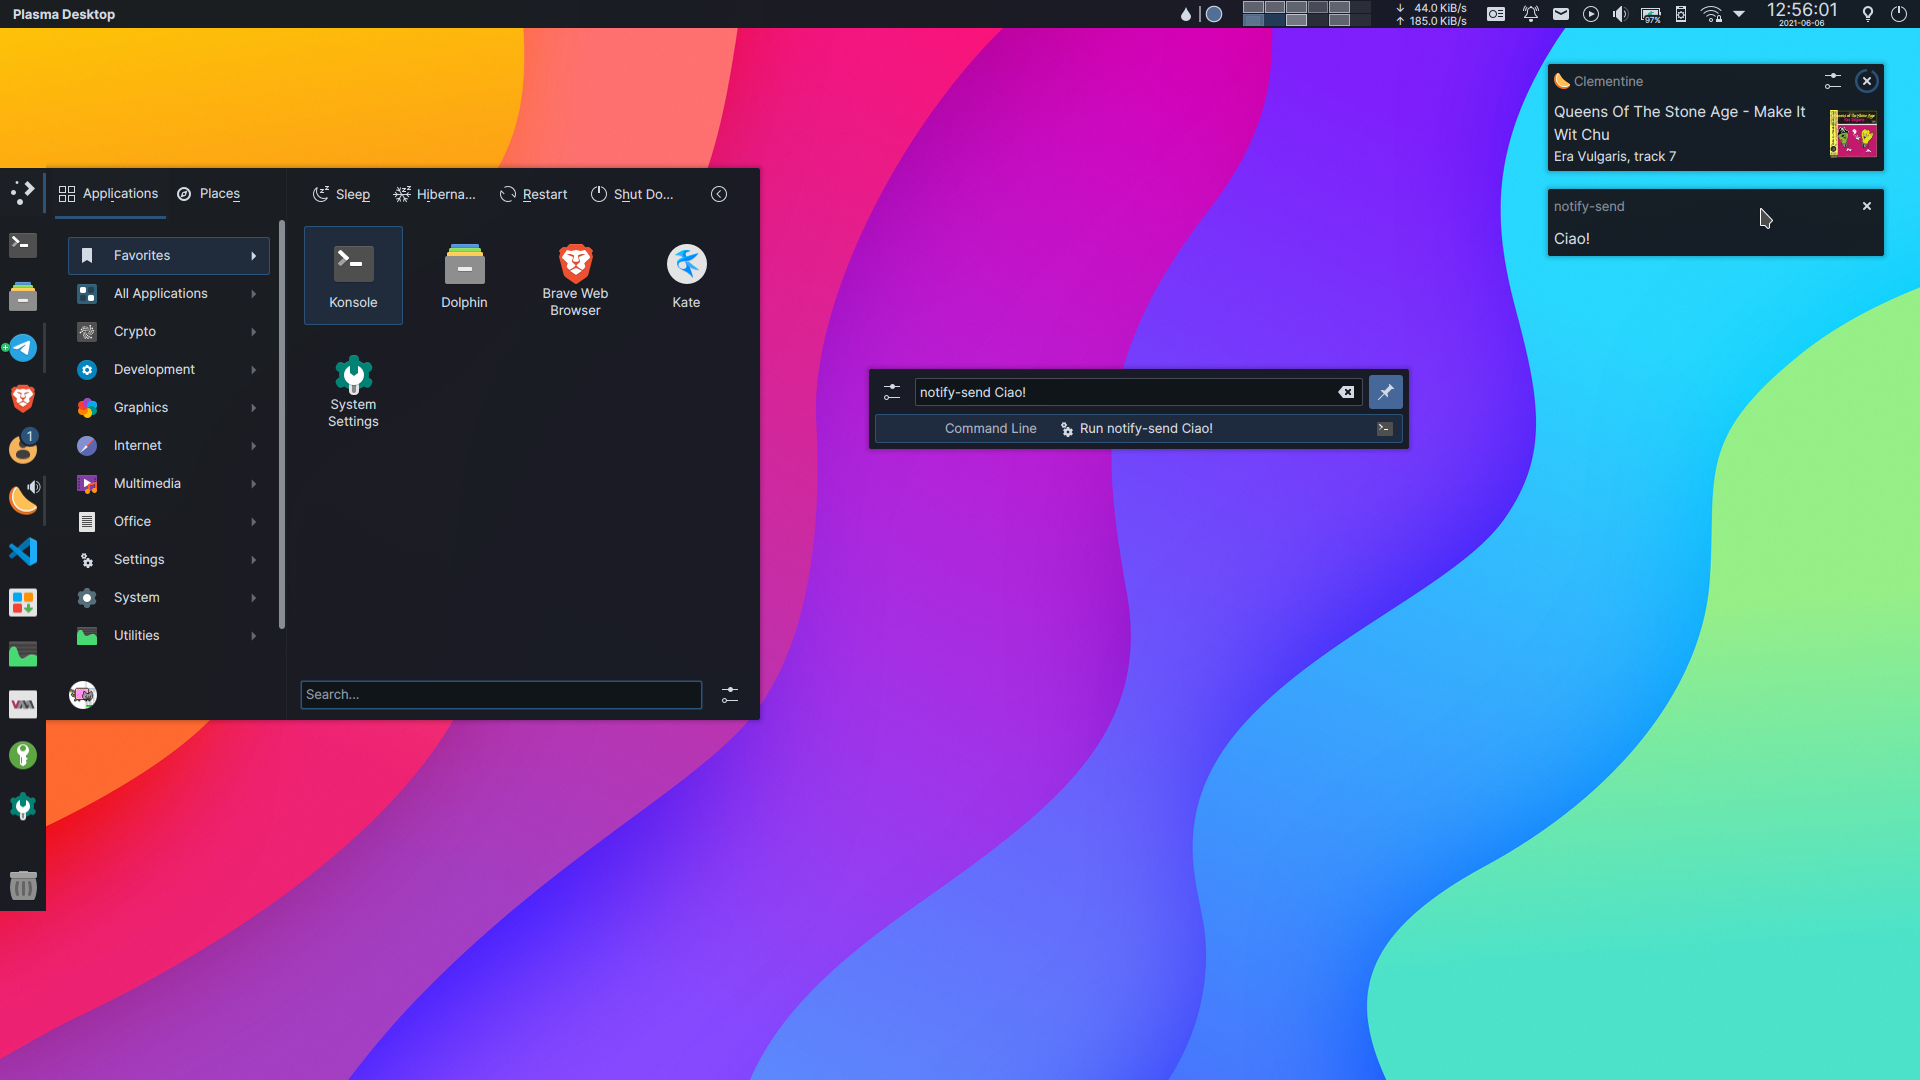 Plasma Desktop
44.0 KiB/s
185.0 KiB/s
97%
12:56:01
2021-06-06
Clementine
Queens Of The Stone Age - Make It
Wit Chu
Era Vulgaris, track 7
notify-send
Ciao!
Applications
Places
Sleep
Hiberna...
Restart
Shut Do...
Favorites
All Applications
Crypto
Development
Graphics
Internet
Multimedia
Office
Settings
System
Utilities
Konsole
Dolphin
Brave Web
Browser
Kate
System
Settings
Search...
1
notify-send Ciao!
Command Line
Run notify-send Ciao!